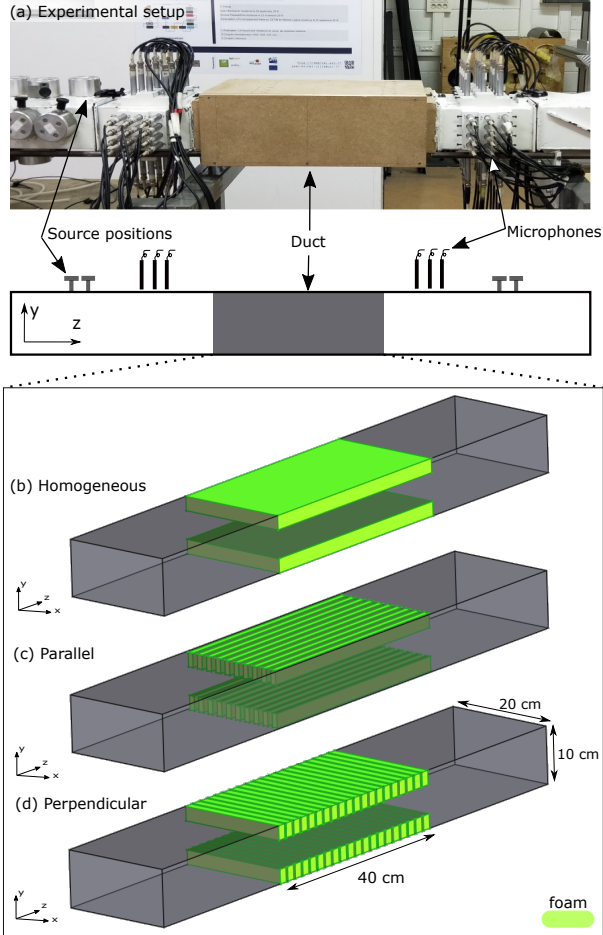 (a) Experimental setup
Source positions
Duct
Microphones
y
z
(b) Homogeneous
y
z
x
(c) Parallel
y
z
x
20 cm
10 cm
(d) Perpendicular
y
z
x
40 cm
foam